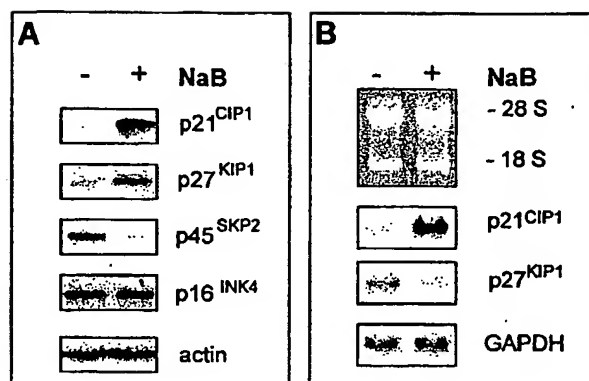 A
- + NaB
p21CIP1
p27KIP1
p45SKP2
p16INK4
actin
B
- + NaB
- 28 S
- 18 S
p21CIP1
p27KIP1
GAPDH